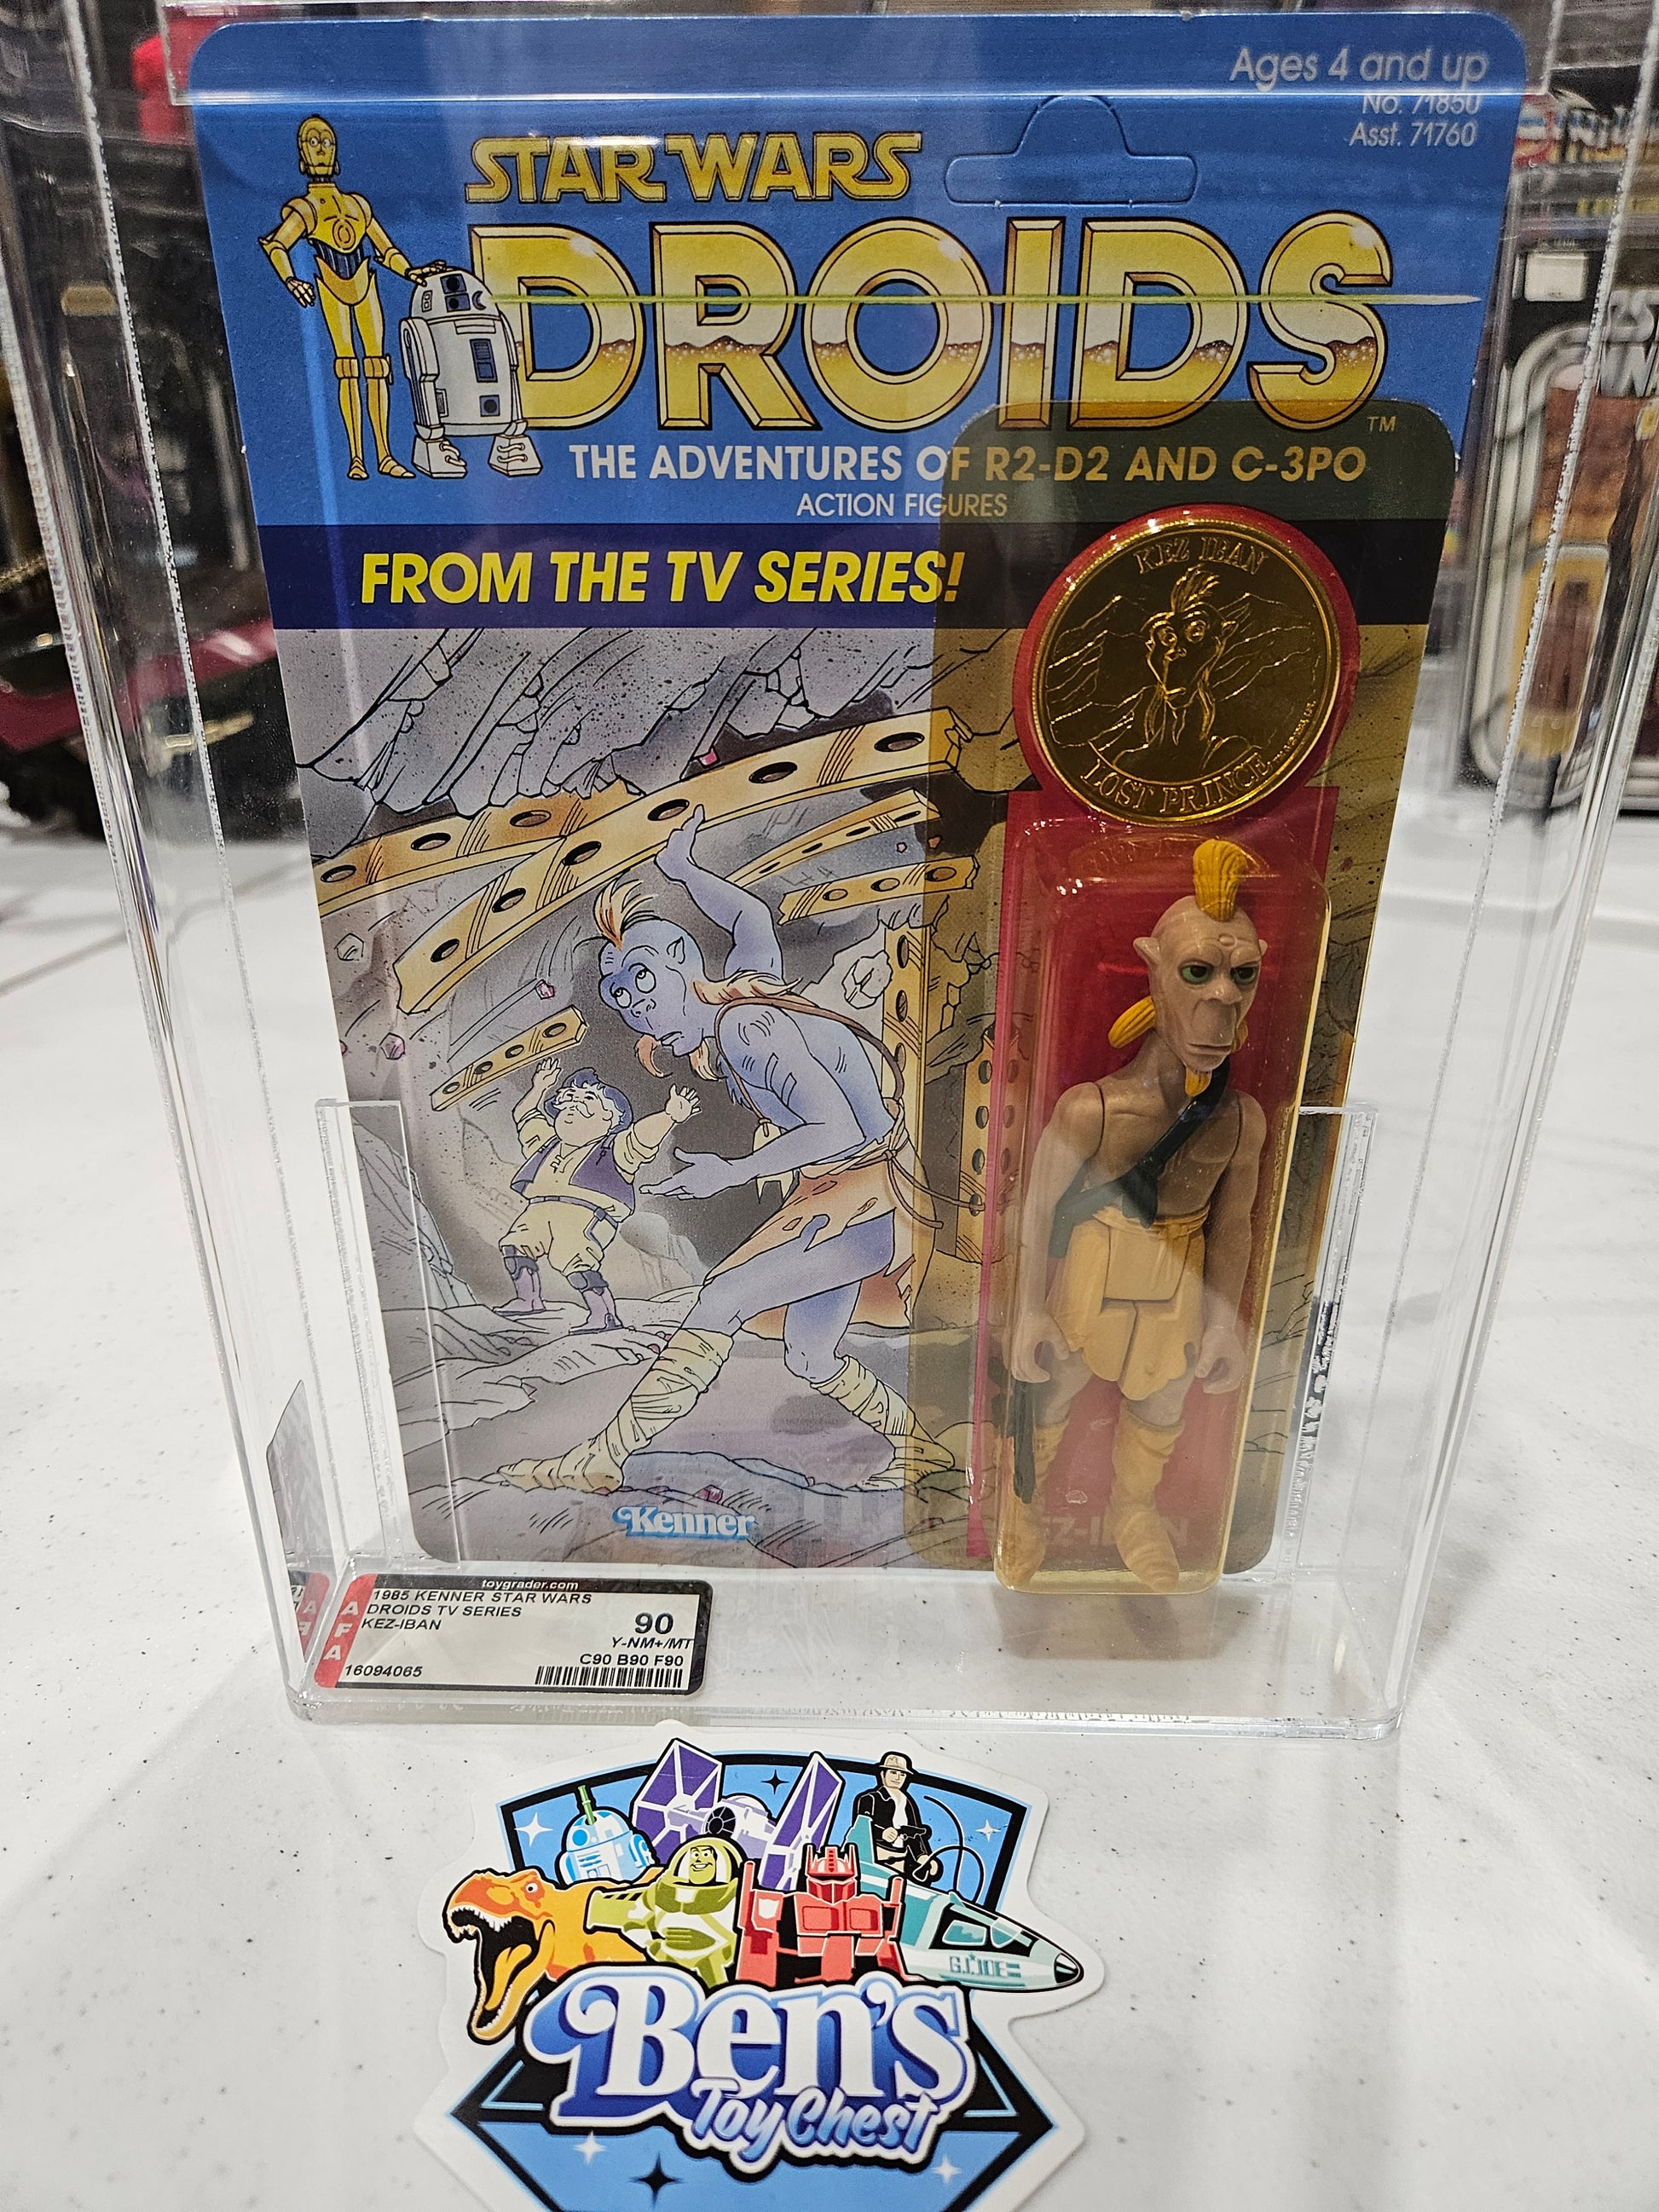 Ages 4 and up
No. 71850
Asst. 71760
STAR WARS
DROIDS
TM
THE ADVENTURES OF R2-D2 AND C-3PO
ACTION FIGURES
FROM THE TV SERIES!
KEZ IBAN
LOST PRINCE
Kenner
KEZ-IBAN
toygrader.com
AFA
1985 KENNER STAR WARS
DROIDS TV SERIES
KEZ-IBAN
90
Y-NM+/MT
C90 B90 F90
16094065
G.I. JOE
Ben's
Toy Chest